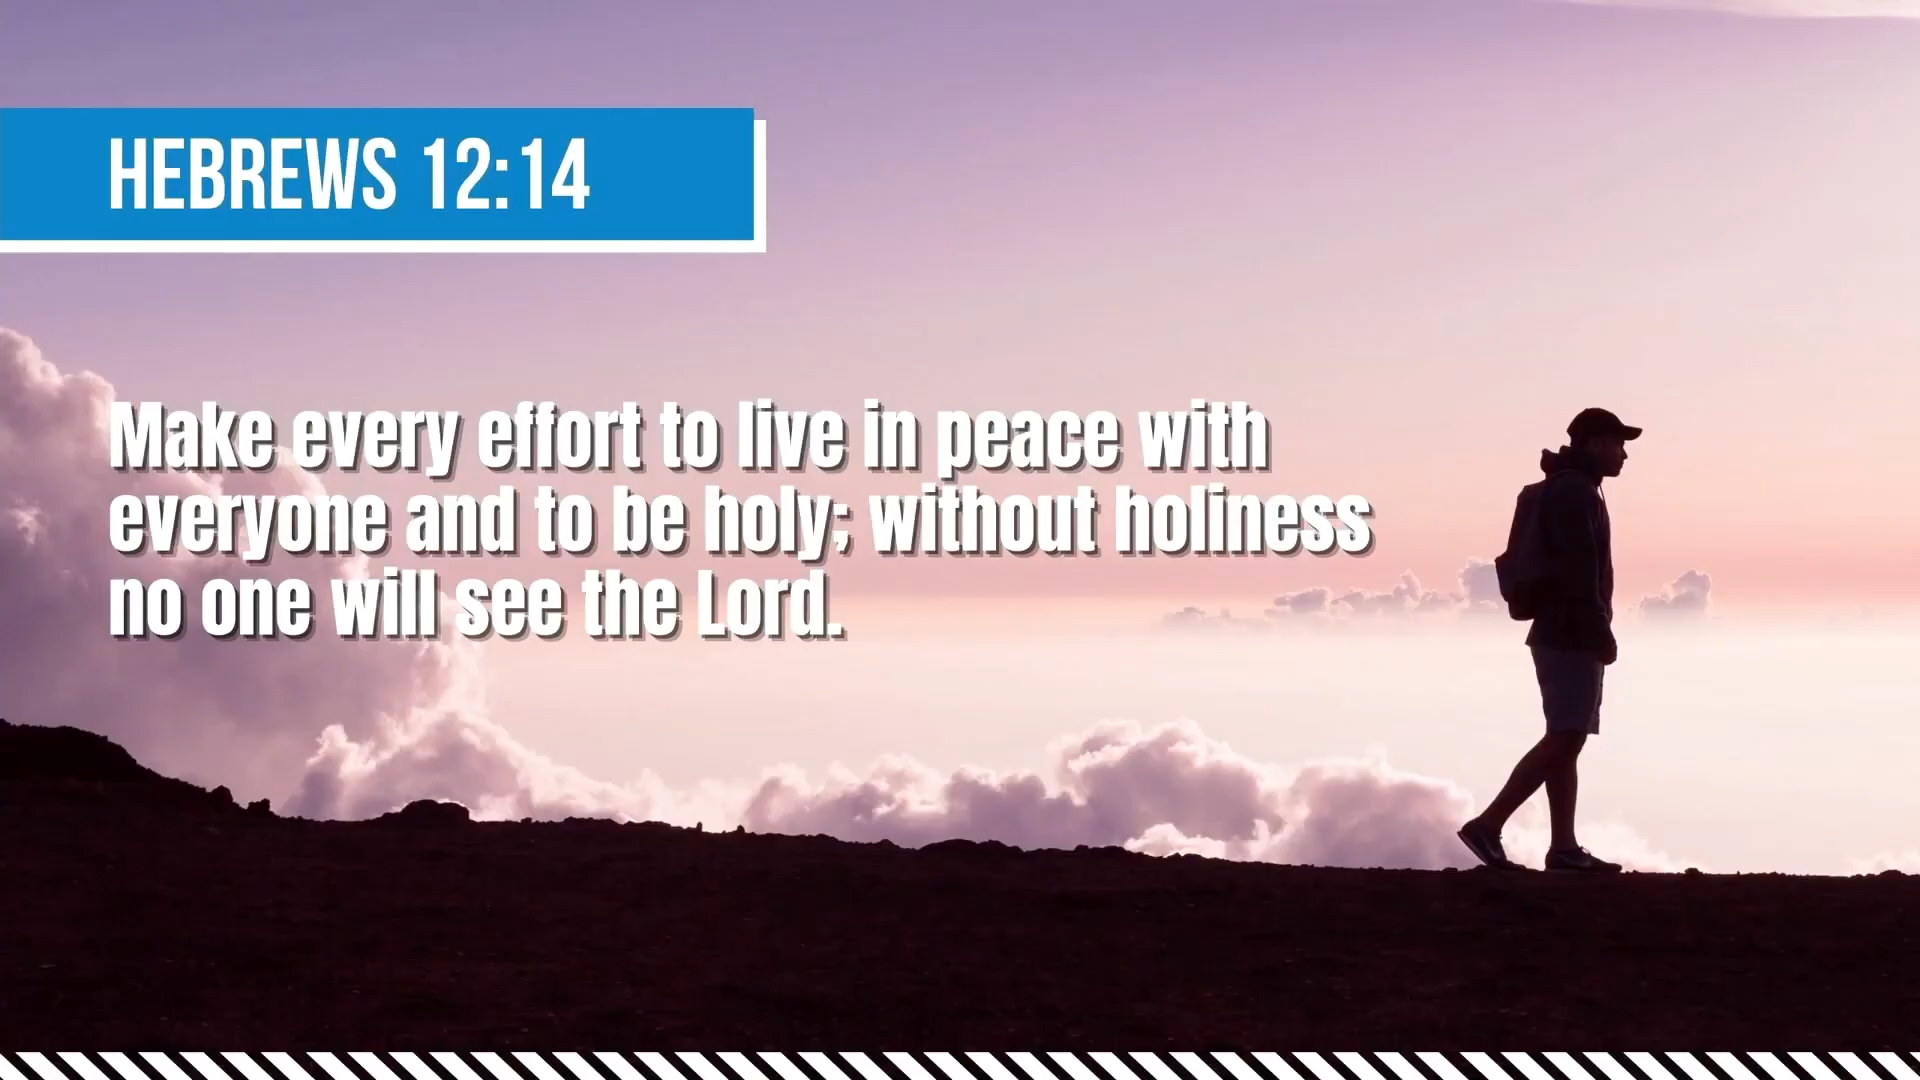 HEBREWS 12:14
Make every effort to live in peace with
everyone and to be holy; without holiness
no one will see the Lord.